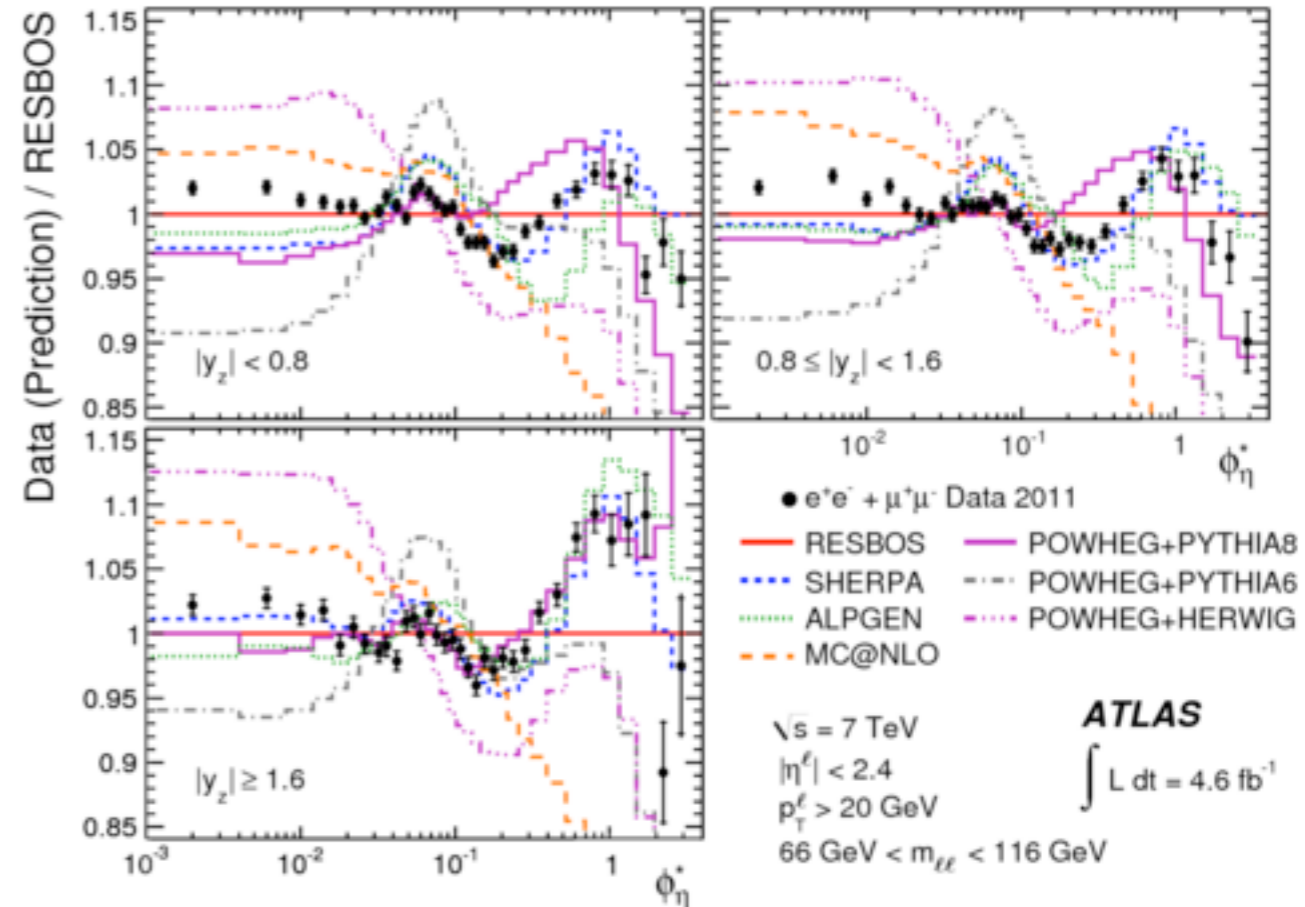 Data (Prediction) / RESBOS
1.15
1.1
1.05
1
0.95
0.9
0.85
|y_z| < 0.8
0.8 ≤ |y_z| < 1.6
10^-2 10^-1 1
ϕ*_η
1.15
1.1
1.05
1
0.95
0.9
0.85
|y_z| ≥ 1.6
10^-3 10^-2 10^-1 1
ϕ*_η
e⁺e⁻ + μ⁺μ⁻ Data 2011
RESBOS POWHEG+PYTHIA8
SHERPA POWHEG+PYTHIA6
ALPGEN POWHEG+HERWIG
MC@NLO
√s = 7 TeV
|η^ℓ| < 2.4
p_T^ℓ > 20 GeV
66 GeV < m_ℓℓ < 116 GeV
ATLAS
∫ L dt = 4.6 fb⁻¹